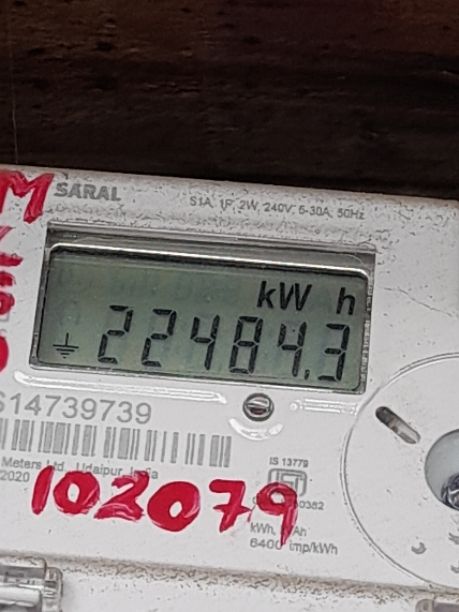 SARAL
S1A, 1F, 2W, 240V, 5-30A, 50Hz
kW h
22484.3
S14739739
Meters Ltd, Udaipur, India
2020
102079
IS 13779
kWh,
6400 imp/kWh